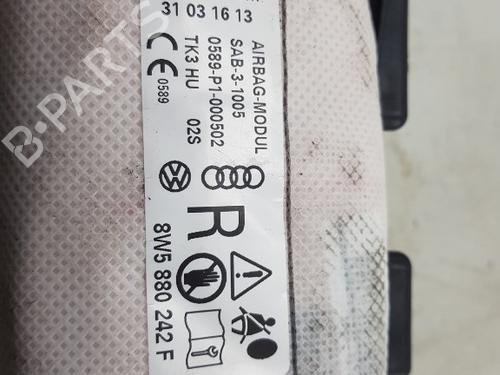 31 03 16 13
AIRBAG-MODUL
SAB-3-1005
0589-P1-000502
TK3 HU 02S
CE 0589
R
8W5 880 242 F
B-PARTS